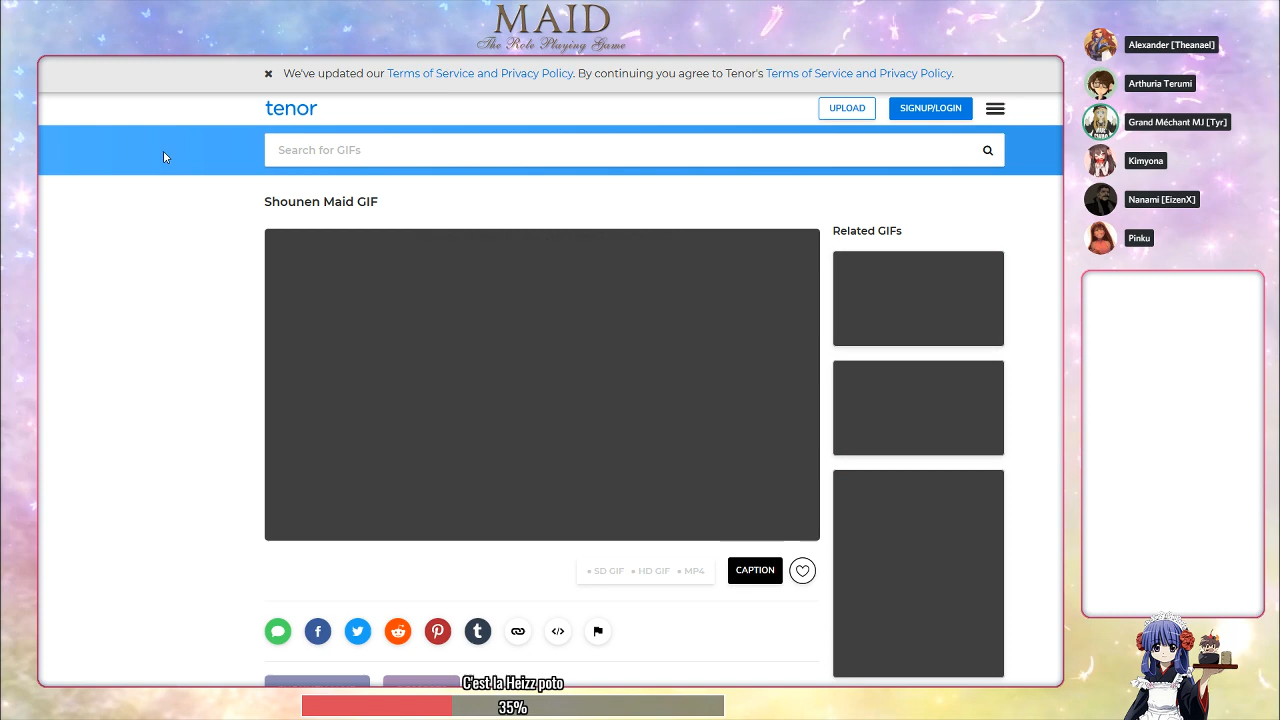 MAID
The Role Playing Game
✖ We've updated our Terms of Service and Privacy Policy. By continuing you agree to Tenor's Terms of Service and Privacy Policy.
tenor
UPLOAD
SIGNUP/LOGIN
Search for GIFs
Shounen Maid GIF
Related GIFs
● SD GIF ● HD GIF ● MP4
CAPTION
C'est la Heizz poto
35%
Alexander [Theanael]
Arthuria Terumi
Grand Méchant MJ [Tyr]
Kimyona
Nanami [EizenX]
Pinku